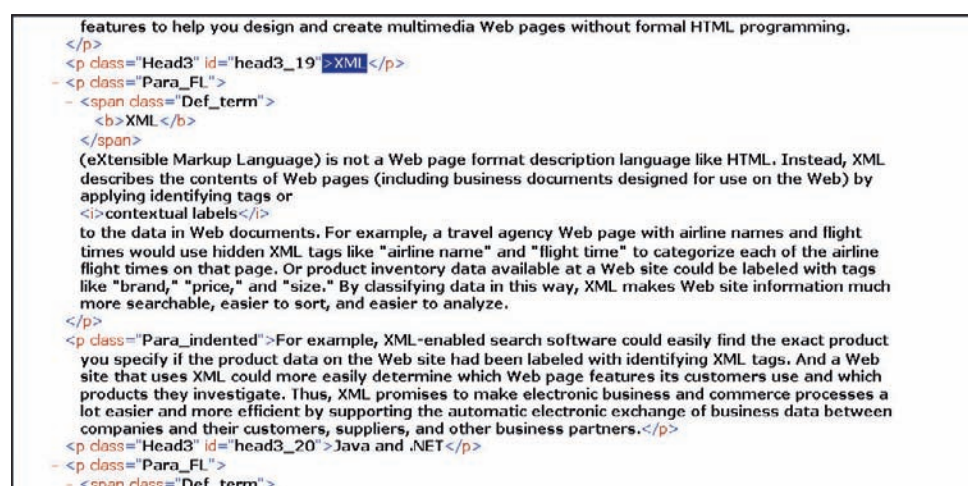 features to help you design and create multimedia Web pages without formal HTML programming.
</p>
<p class="Head3" id="head3_19">XML</p>
- <p class="Para_FL">
- <span class="Def_term">
<b>XML</b>
</span>
(eXtensible Markup Language) is not a Web page format description language like HTML. Instead, XML
describes the contents of Web pages (including business documents designed for use on the Web) by
applying identifying tags or
<i>contextual labels</i>
to the data in Web documents. For example, a travel agency Web page with airline names and flight
times would use hidden XML tags like "airline name" and "flight time" to categorize each of the airline
flight times on that page. Or product inventory data available at a Web site could be labeled with tags
like "brand," "price," and "size." By classifying data in this way, XML makes Web site information much
more searchable, easier to sort, and easier to analyze.
</p>
<p class="Para_indented">For example, XML-enabled search software could easily find the exact product
you specify if the product data on the Web site had been labeled with identifying XML tags. And a Web
site that uses XML could more easily determine which Web page features its customers use and which
products they investigate. Thus, XML promises to make electronic business and commerce processes a
lot easier and more efficient by supporting the automatic electronic exchange of business data between
companies and their customers, suppliers, and other business partners.</p>
<p class="Head3" id="head3_20">Java and .NET</p>
- <p class="Para_FL">
- <span class="Def_term">